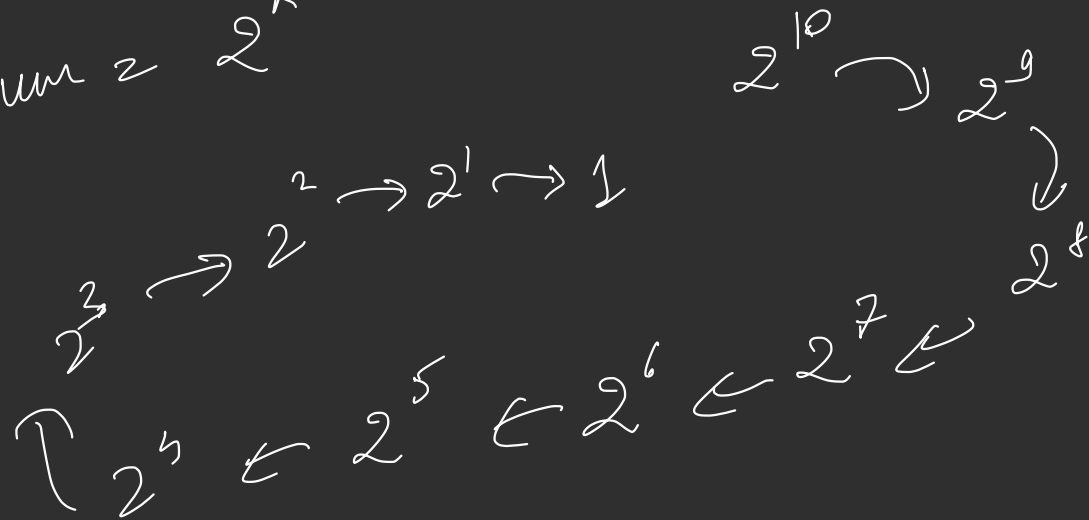 num = 2^n
2^10 → 2^9
2^2 → 2^1 → 1
2^3 →
2^8
2^4 ← 2^5 ← 2^6 ← 2^7 ←